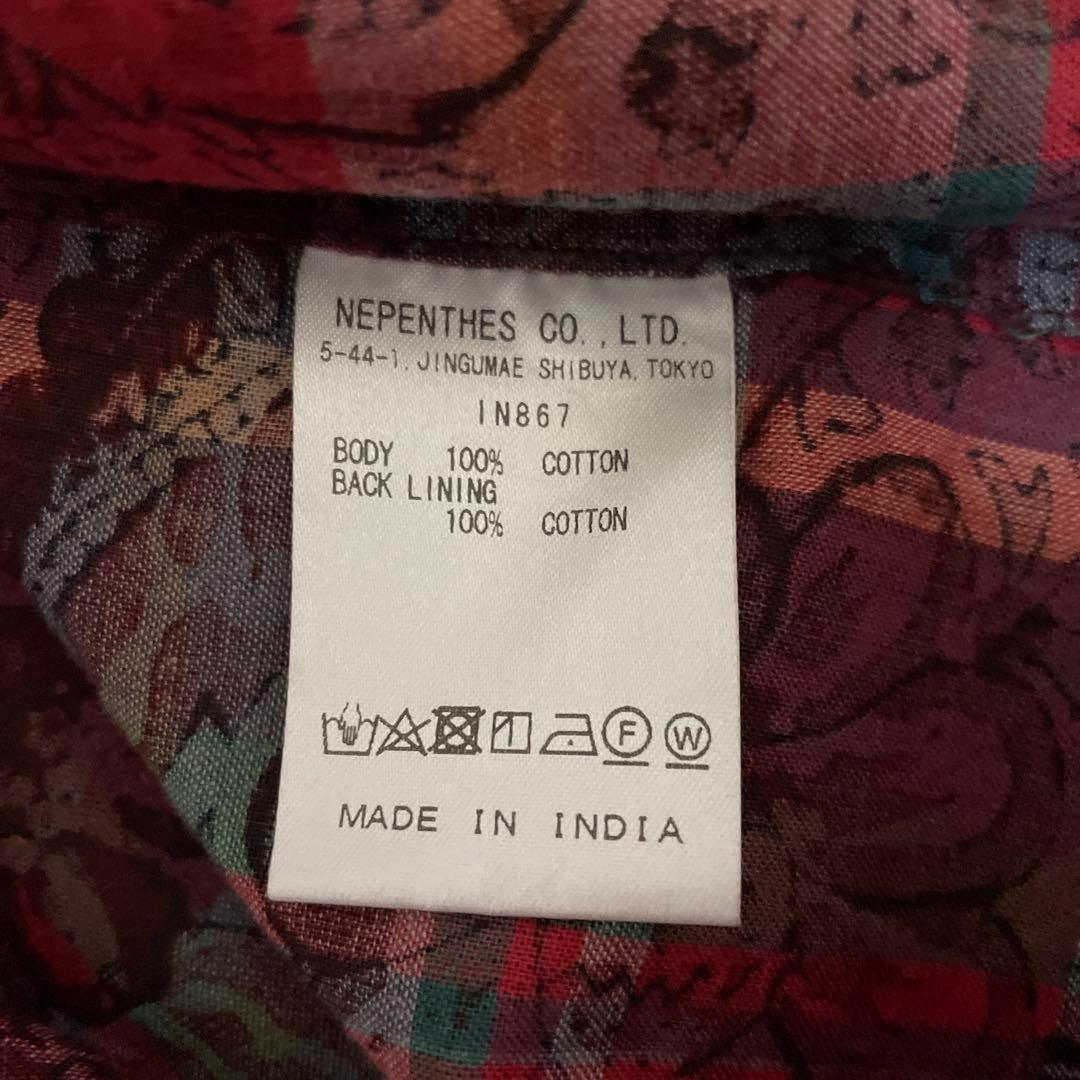 NEPENTHES CO.,LTD.
5-44-1, JINGUMAE SHIBUYA, TOKYO
IN867
BODY 100% COTTON
BACK LINING
100% COTTON
F W
MADE IN INDIA